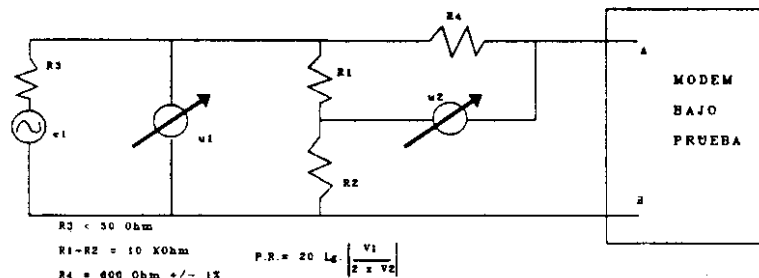 R4
R3
R1
A
MODEM
u2
BAJO
e1
u1
PRUEBA
R2
B
R3 < 50 Ohm
R1-R2 = 10 KOhm
P.R.= 20 Lg. | V1 / 2 x V2 |
R4 = 600 Ohm +/- 1%